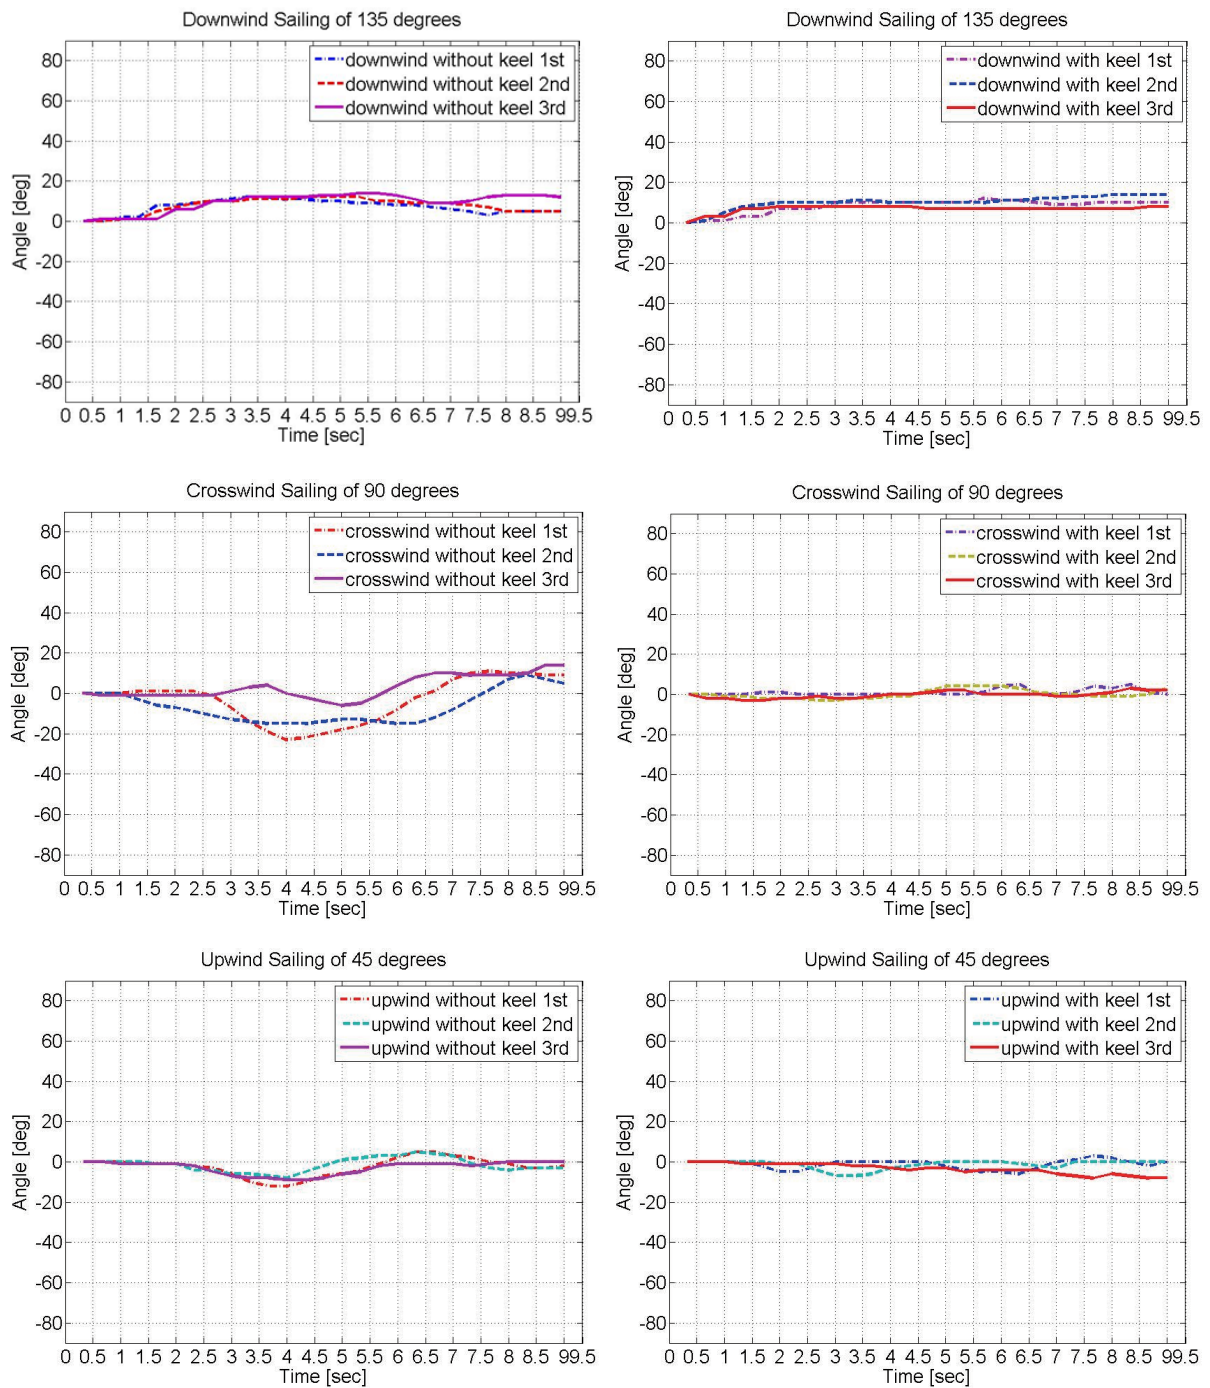 Downwind Sailing of 135 degrees
80
60
40
20
0
-20
-40
-60
-80
Angle [deg]
downwind without keel 1st
downwind without keel 2nd
downwind without keel 3rd
0 0.5 1 1.5 2 2.5 3 3.5 4 4.5 5 5.5 6 6.5 7 7.5 8 8.5 99.5
Time [sec]
Downwind Sailing of 135 degrees
80
60
40
20
0
-20
-40
-60
-80
Angle [deg]
downwind with keel 1st
downwind with keel 2nd
downwind with keel 3rd
0 0.5 1 1.5 2 2.5 3 3.5 4 4.5 5 5.5 6 6.5 7 7.5 8 8.5 99.5
Time [sec]
Crosswind Sailing of 90 degrees
80
60
40
20
0
-20
-40
-60
-80
Angle [deg]
crosswind without keel 1st
crosswind without keel 2nd
crosswind without keel 3rd
0 0.5 1 1.5 2 2.5 3 3.5 4 4.5 5 5.5 6 6.5 7 7.5 8 8.5 99.5
Time [sec]
Crosswind Sailing of 90 degrees
80
60
40
20
0
-20
-40
-60
-80
Angle [deg]
crosswind with keel 1st
crosswind with keel 2nd
crosswind with keel 3rd
0 0.5 1 1.5 2 2.5 3 3.5 4 4.5 5 5.5 6 6.5 7 7.5 8 8.5 99.5
Time [sec]
Upwind Sailing of 45 degrees
80
60
40
20
0
-20
-40
-60
-80
Angle [deg]
upwind without keel 1st
upwind without keel 2nd
upwind without keel 3rd
0 0.5 1 1.5 2 2.5 3 3.5 4 4.5 5 5.5 6 6.5 7 7.5 8 8.5 99.5
Time [sec]
Upwind Sailing of 45 degrees
80
60
40
20
0
-20
-40
-60
-80
Angle [deg]
upwind with keel 1st
upwind with keel 2nd
upwind with keel 3rd
0 0.5 1 1.5 2 2.5 3 3.5 4 4.5 5 5.5 6 6.5 7 7.5 8 8.5 99.5
Time [sec]